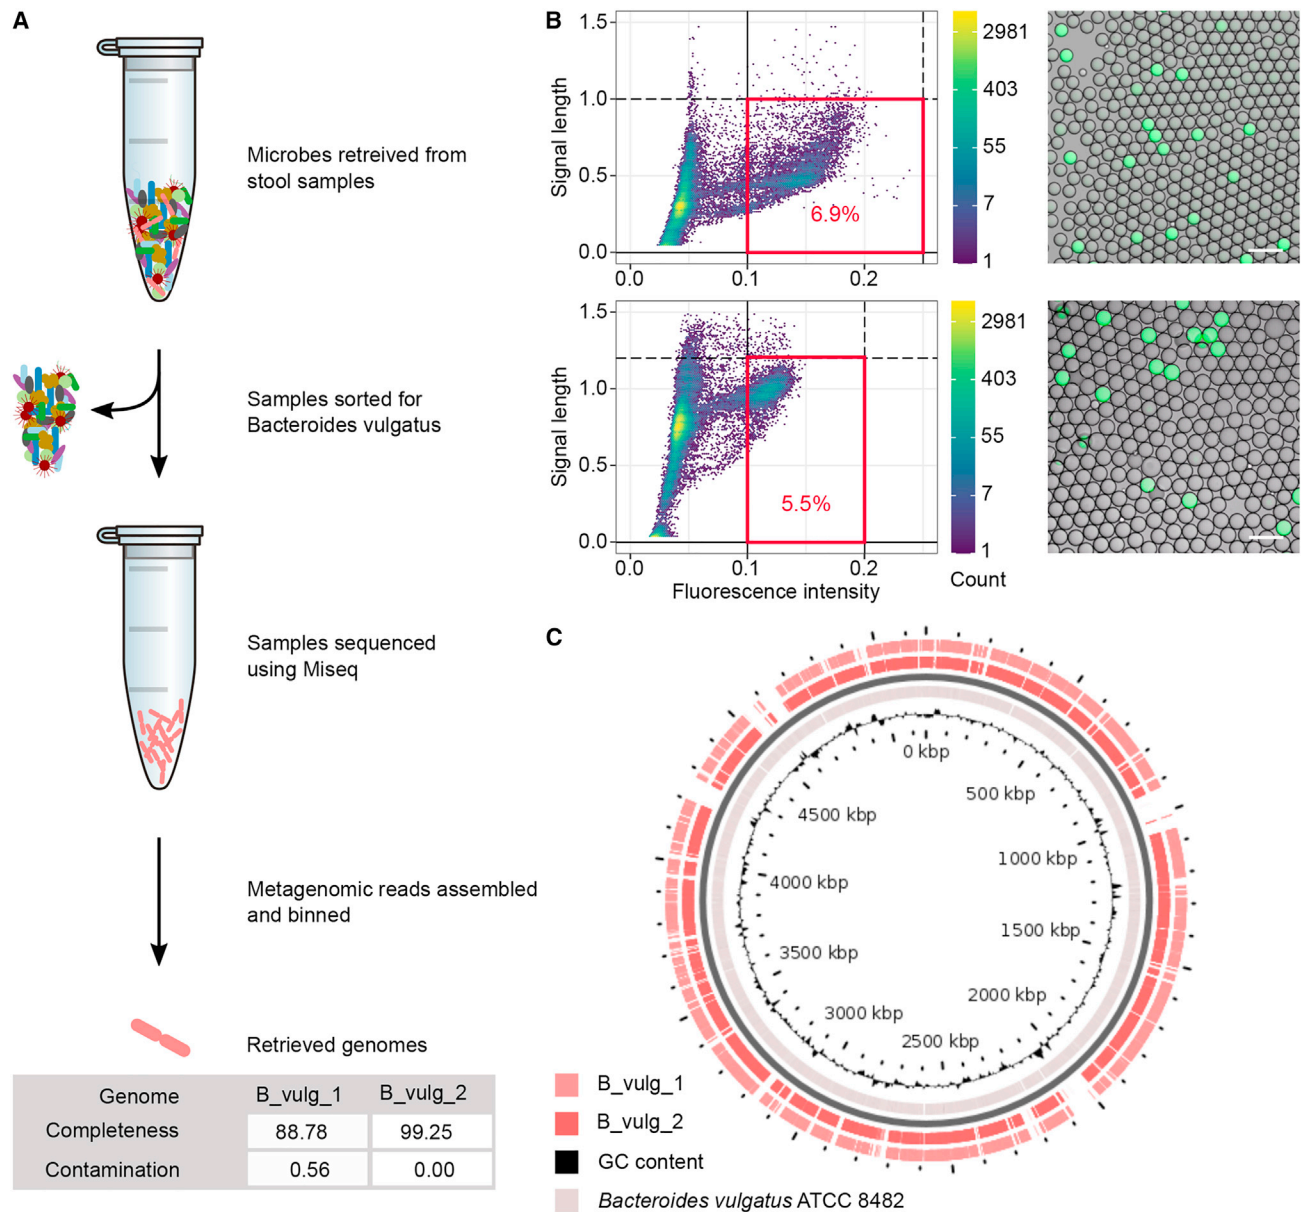 A
Microbes retreived from
stool samples
Samples sorted for
Bacteroides vulgatus
Samples sequenced
using Miseq
Metagenomic reads assembled
and binned
Retrieved genomes
Genome B_vulg_1 B_vulg_2
Completeness 88.78 99.25
Contamination 0.56 0.00
B
Signal length
1.5
1.0
0.5
0.0
0.0 0.1 0.2
6.9%
2981
403
55
7
1
Signal length
1.5
1.0
0.5
0.0
0.0 0.1 0.2
5.5%
Fluorescence intensity
2981
403
55
7
1
Count
C
0 kbp
500 kbp
1000 kbp
1500 kbp
2000 kbp
2500 kbp
3000 kbp
3500 kbp
4000 kbp
4500 kbp
B_vulg_1
B_vulg_2
GC content
Bacteroides vulgatus ATCC 8482